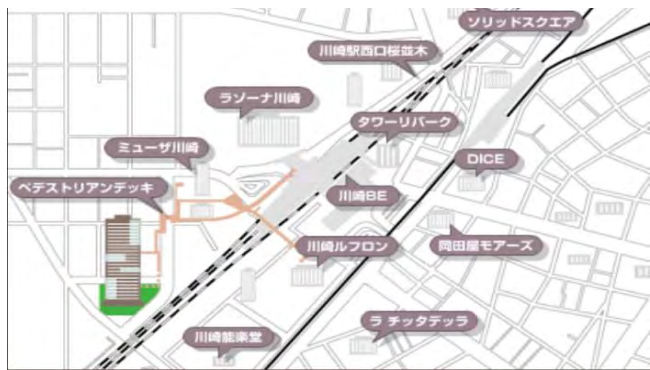 ソリッドスクエア
川崎駅西口桜並木
ラゾーナ川崎
タワーリバーク
ミューザ川崎
DICE
ペデストリアンデッキ
川崎BE
川崎ルフロン
岡田屋モアーズ
ラ チッタデッラ
川崎能楽堂